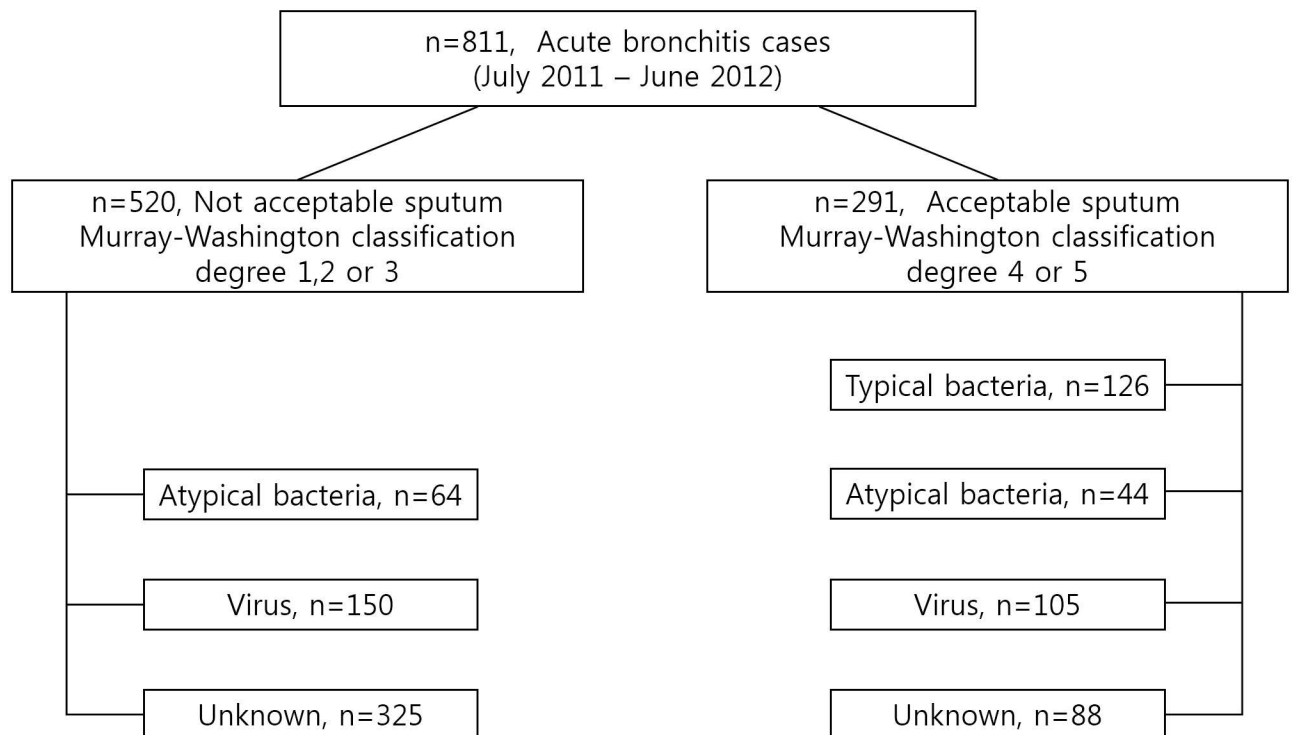 n=811,  Acute bronchitis cases
(July 2011 – June 2012)
n=520, Not acceptable sputum
Murray-Washington classification
degree 1,2 or 3
n=291,  Acceptable sputum
Murray-Washington classification
degree 4 or 5
Typical bacteria, n=126
Atypical bacteria, n=64
Atypical bacteria, n=44
Virus, n=150
Virus, n=105
Unknown, n=325
Unknown, n=88